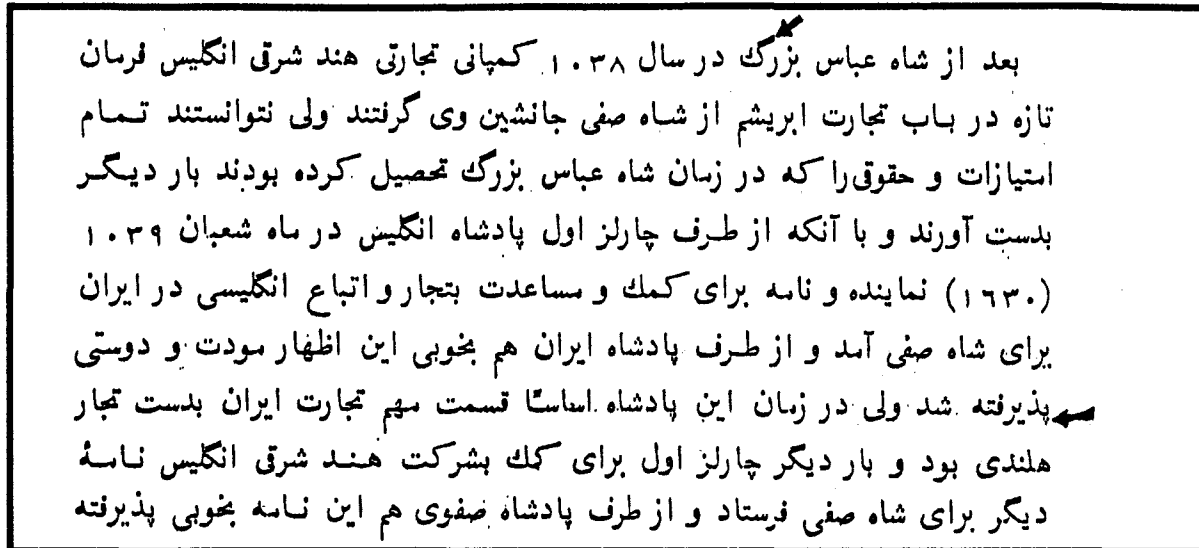 بعد از شاه عباس بزرگ در سال ۱۰۳۸ کمپانی تجارتی هند شرقی انگلیس فرمان
تازه در باب تجارت ابریشم از شاه صفی جانشین وی گرفتند ولی نتوانستند تمام
امتیازات و حقوقی‌را که در زمان شاه عباس بزرگ تحصیل کرده بودند بار دیگر
بدست آورند و با آنکه از طرف چارلز اول پادشاه انگلیس در ماه شعبان ۱۰۳۹
(۱۶۳۰) نماینده و نامه برای کمك و مساعدت بتجار و اتباع انگلیسی در ایران
برای شاه صفی آمد و از طرف پادشاه ایران هم بخوبی این اظهار مودت و دوستی
پذیرفته شد ولی در زمان این پادشاه اساساً قسمت مهم تجارت ایران بدست تجار
هلندی بود و بار دیگر چارلز اول برای کمك بشرکت هند شرقی انگلیس نامهٔ
دیگر برای شاه صفی فرستاد و از طرف پادشاه صفوی هم این نامه بخوبی پذیرفته